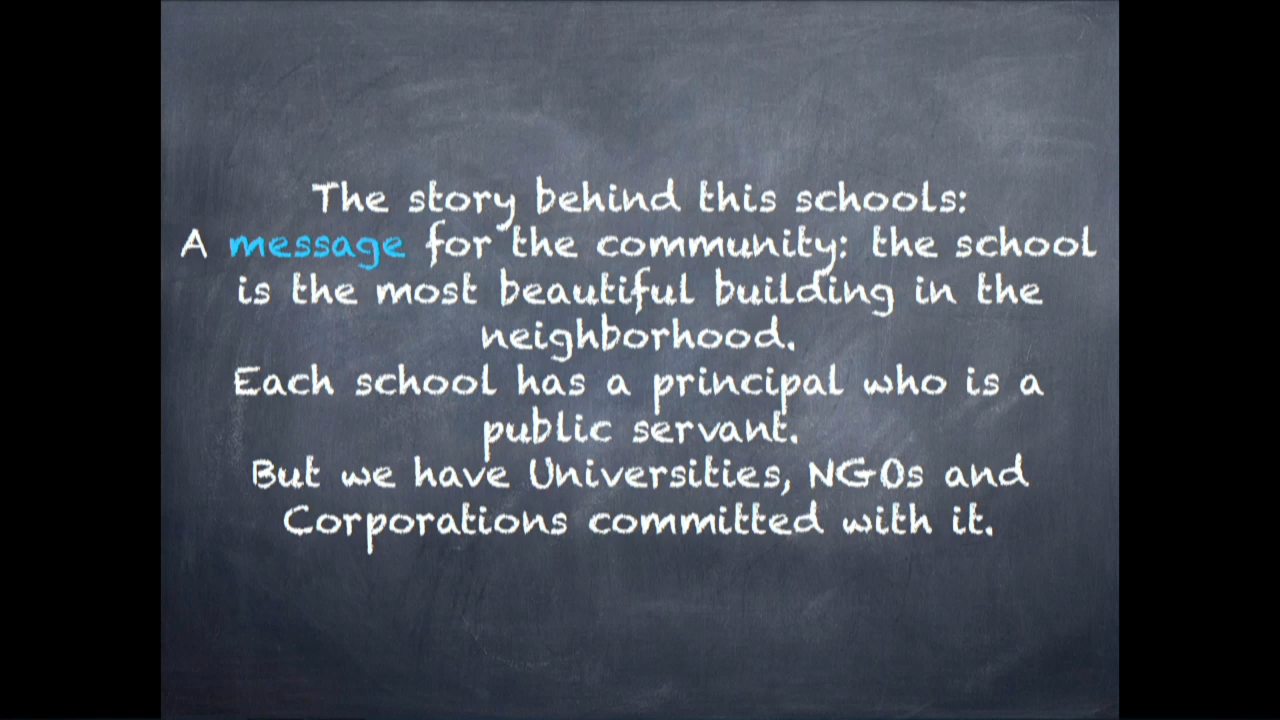 The story behind this schools:
A message for the community: the school
is the most beautiful building in the
neighborhood.
Each school has a principal who is a
public servant.
But we have Universities, NGOs and
Corporations committed with it.